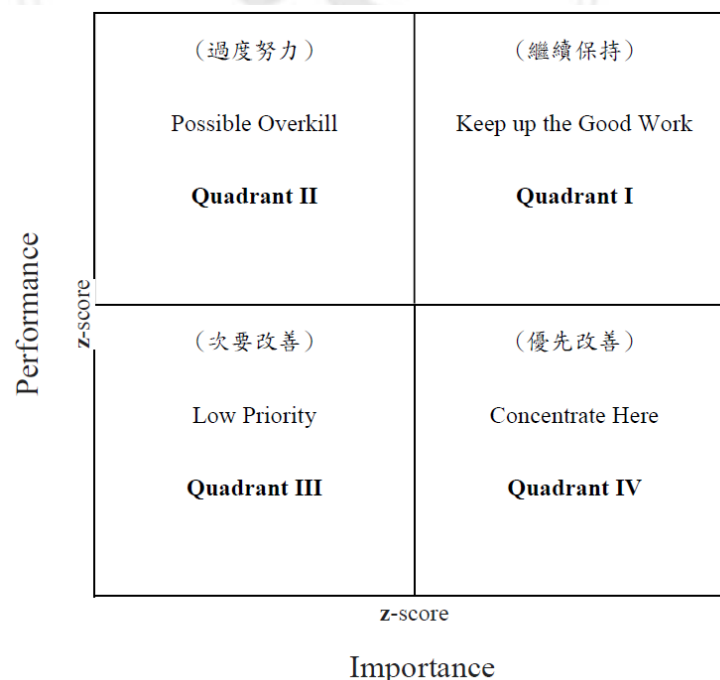 （過度努力）
Possible Overkill
Quadrant II
（繼續保持）
Keep up the Good Work
Quadrant I
Performance
z-score
（次要改善）
Low Priority
Quadrant III
（優先改善）
Concentrate Here
Quadrant IV
z-score
Importance